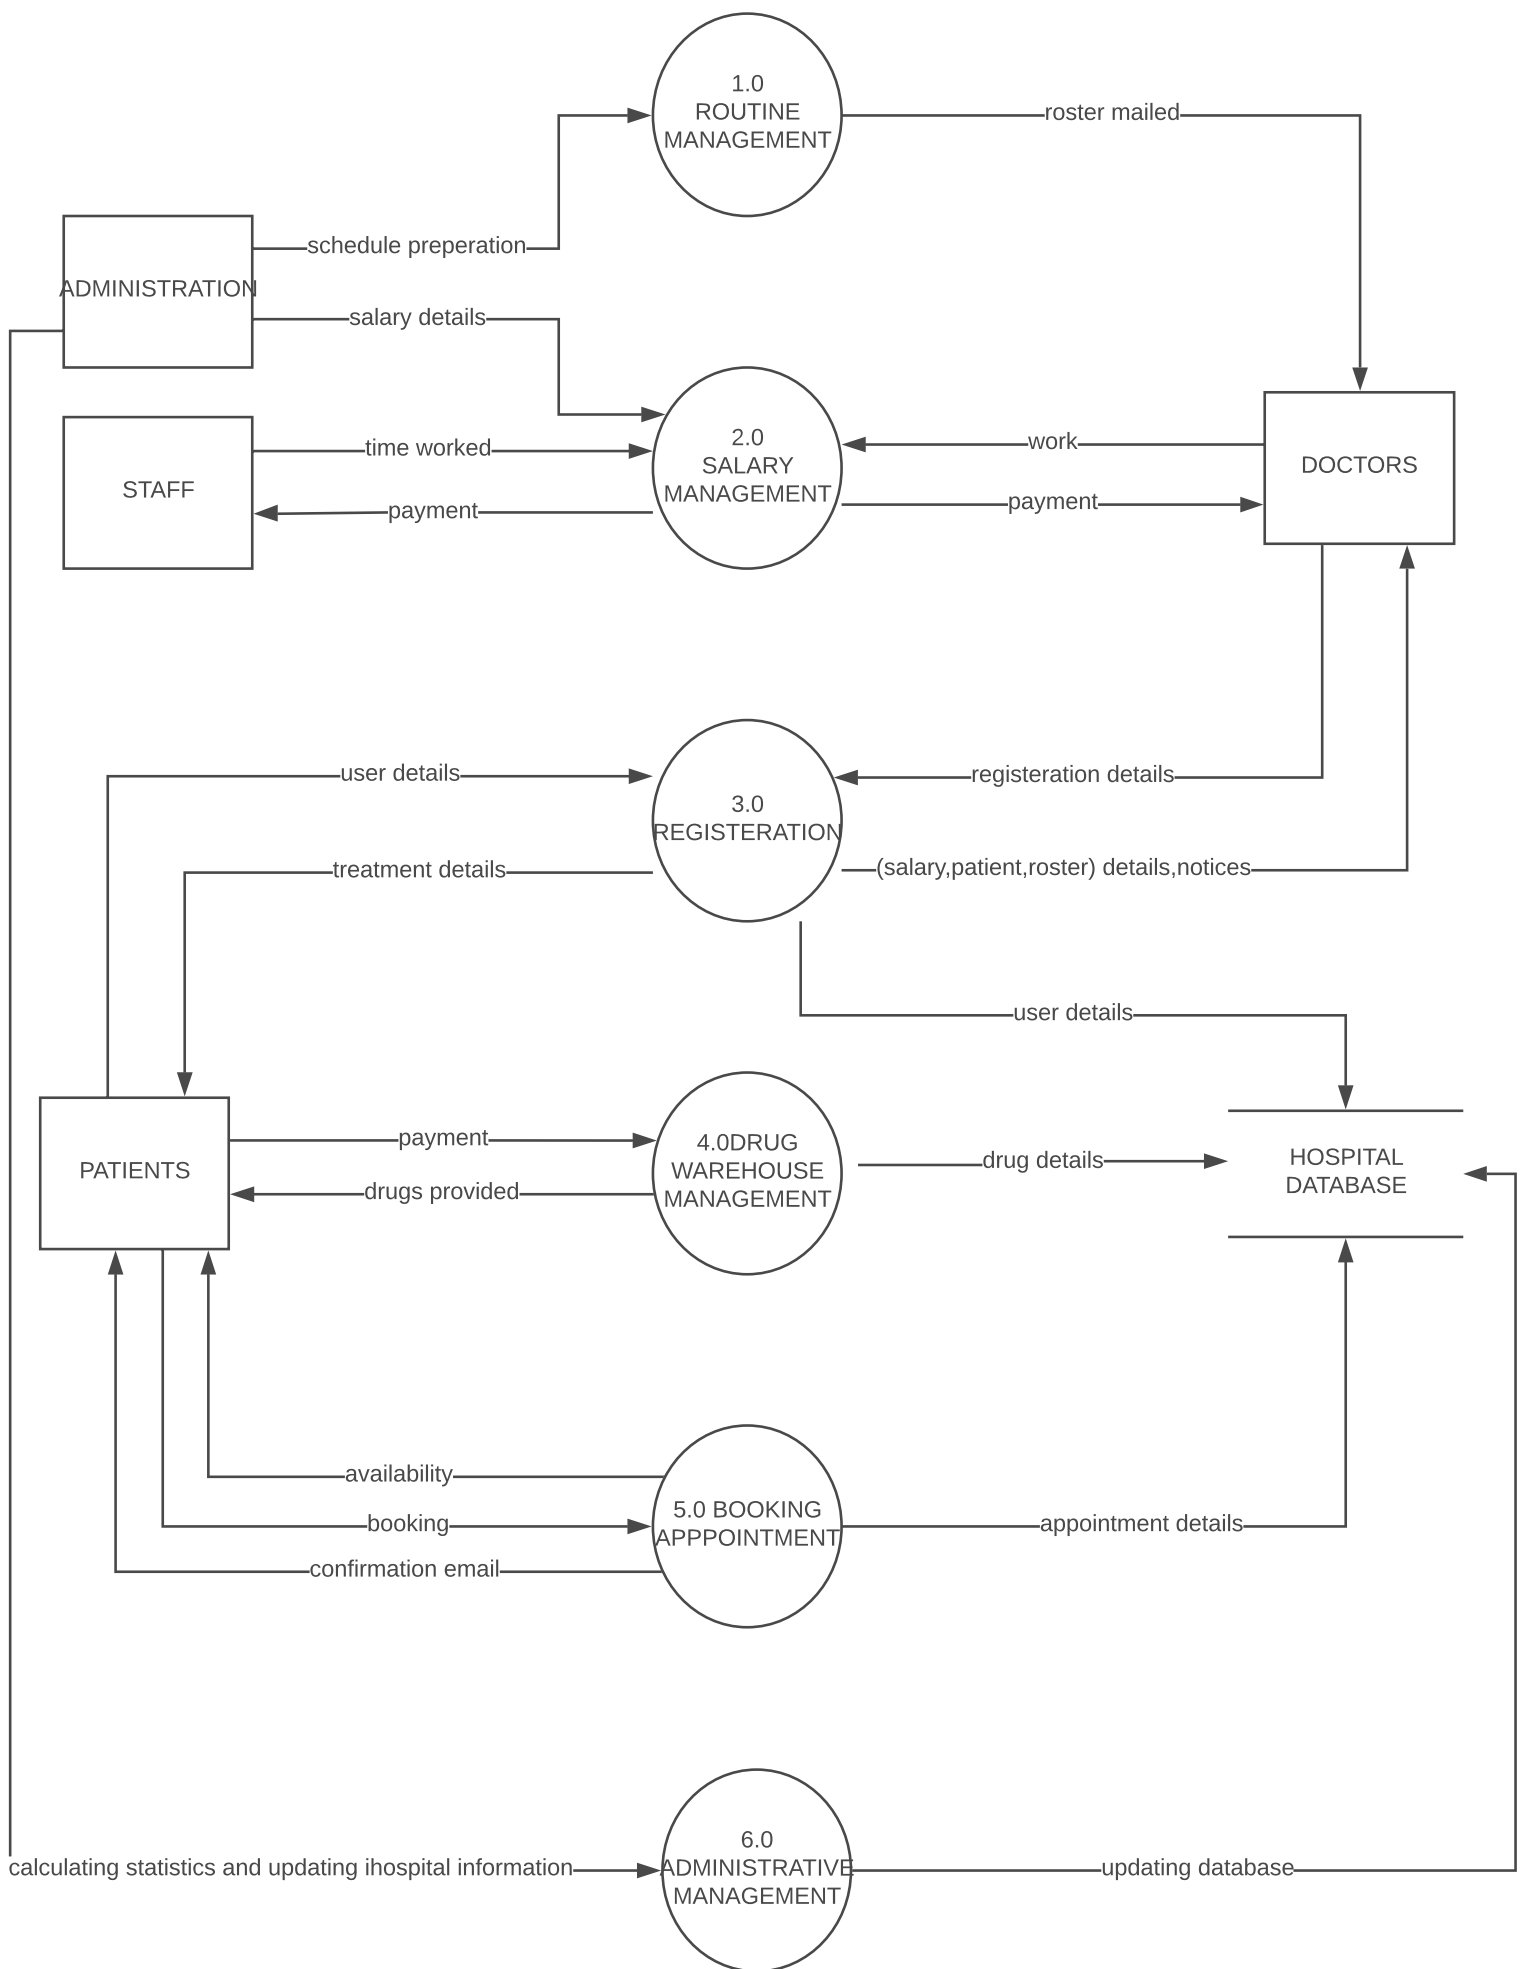 1.0
ROUTINE
MANAGEMENT
roster mailed
schedule preperation
ADMINISTRATION
salary details
2.0
SALARY
MANAGEMENT
time worked
work
STAFF
DOCTORS
payment
payment
user details
registeration details
3.0
REGISTERATION
treatment details
(salary,patient,roster) details,notices
user details
PATIENTS
payment
drugs provided
4.0DRUG
WAREHOUSE
MANAGEMENT
drug details
HOSPITAL
DATABASE
availability
booking
confirmation email
5.0 BOOKING
APPPOINTMENT
appointment details
calculating statistics and updating ihospital information
6.0
ADMINISTRATIVE
MANAGEMENT
updating database